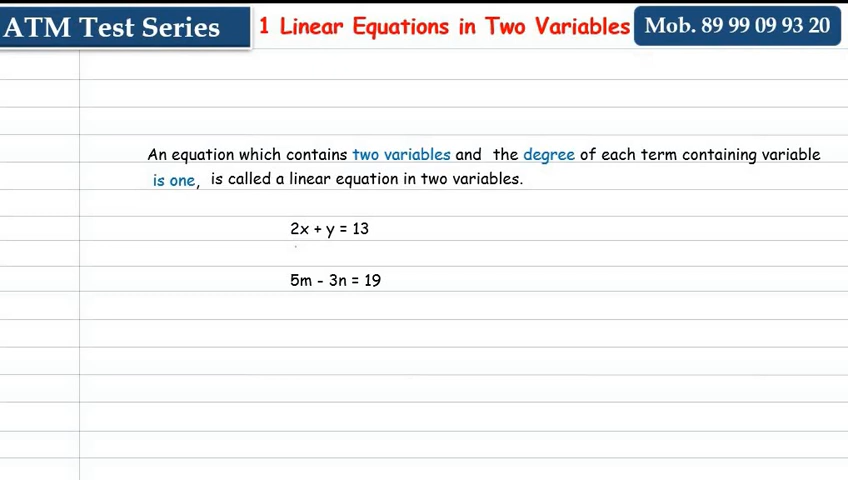 ATM Test Series
1 Linear Equations in Two Variables
Mob. 89 99 09 93 20
An equation which contains two variables and the degree of each term containing variable
is one, is called a linear equation in two variables.
2x + y = 13
5m - 3n = 19